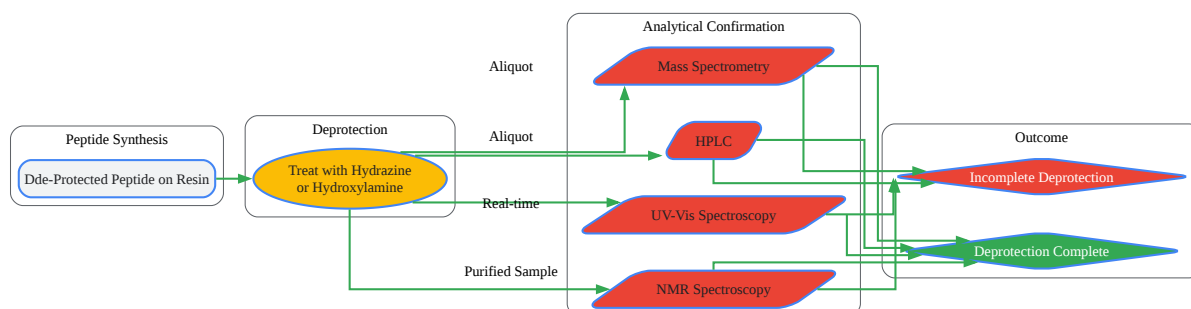 Peptide Synthesis
Dde-Protected Peptide on Resin
Deprotection
Treat with Hydrazine
or Hydroxylamine
Aliquot
Aliquot
Real-time
Purified Sample
Analytical Confirmation
Mass Spectrometry
HPLC
UV-Vis Spectroscopy
NMR Spectroscopy
Outcome
Incomplete Deprotection
Deprotection Complete